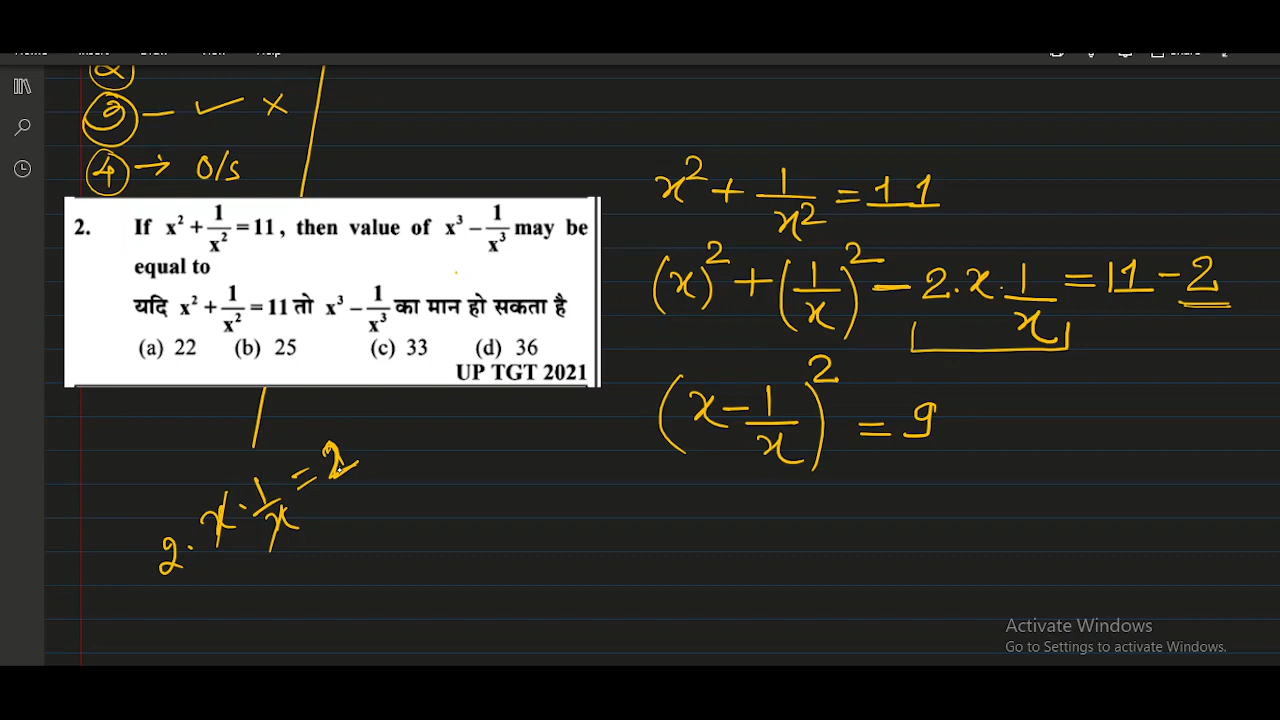 ③ — ✓ ×
④ → 0/s
2. If x² + 1/x² = 11, then value of x³ − 1/x³ may be
equal to
यदि x² + 1/x² = 11 तो x³ − 1/x³ का मान हो सकता है
(a) 22 (b) 25 (c) 33 (d) 36
UP TGT 2021
x² + 1/x² = 11
(x)² + (1/x)² − 2·x·1/x = 11 − 2
(x − 1/x)² = 9
2·x·1/x = 2
Activate Windows
Go to Settings to activate Windows.